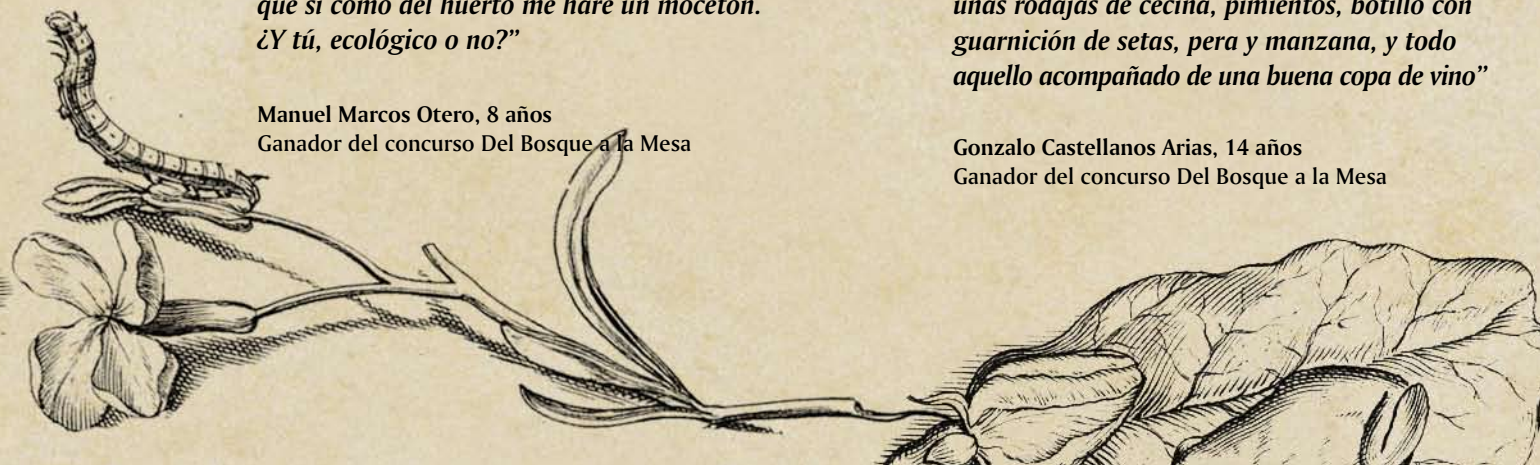 que si como del huerto me haré un mocetón.
¿Y tú, ecológico o no?”
Manuel Marcos Otero, 8 años
Ganador del concurso Del Bosque a la Mesa
unas rodajas de cecina, pimientos, botillo con
guarnición de setas, pera y manzana, y todo
aquello acompañado de una buena copa de vino”
Gonzalo Castellanos Arias, 14 años
Ganador del concurso Del Bosque a la Mesa